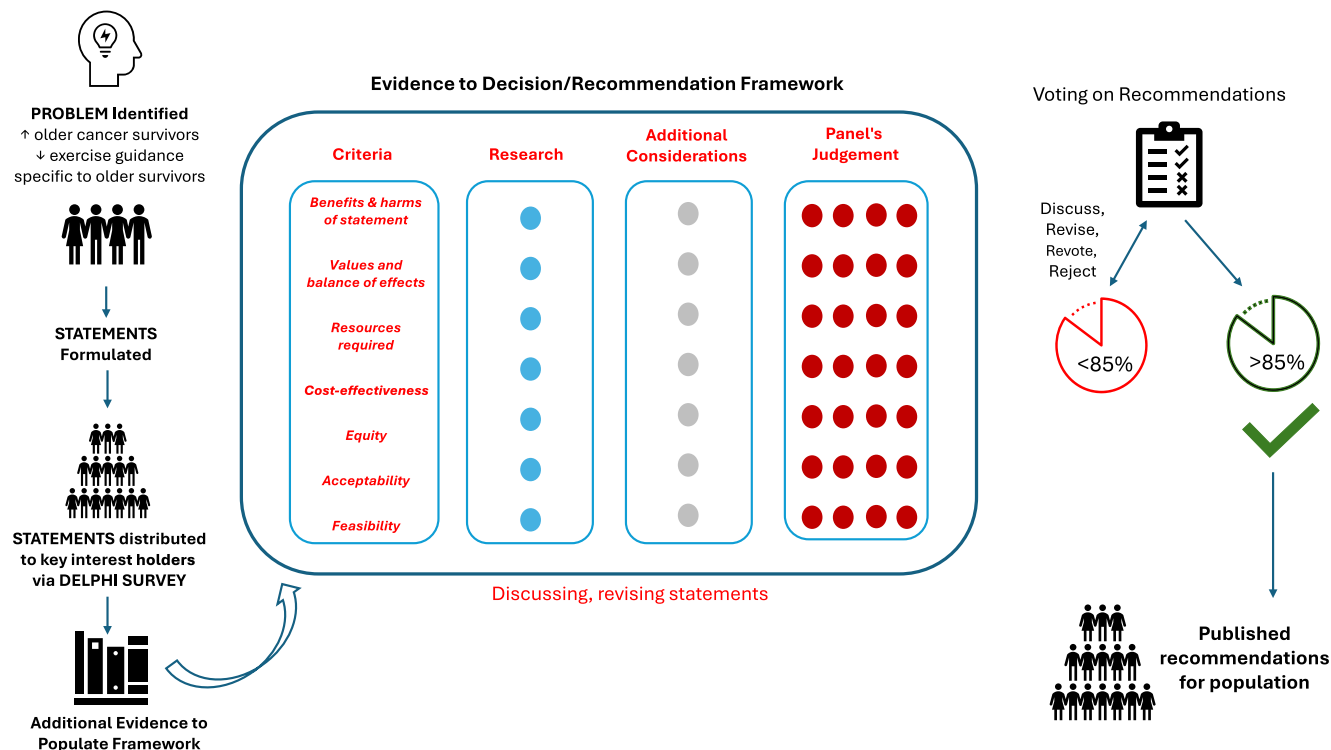 PROBLEM Identified
↑ older cancer survivors
↓ exercise guidance
specific to older survivors
STATEMENTS
Formulated
STATEMENTS distributed
to key interest holders
via DELPHI SURVEY
Additional Evidence to
Populate Framework
Evidence to Decision/Recommendation Framework
Criteria
Research
Additional
Considerations
Panel's
Judgement
Benefits & harms
of statement
Values and
balance of effects
Resources
required
Cost-effectiveness
Equity
Acceptability
Feasibility
Discussing, revising statements
Voting on Recommendations
Discuss,
Revise,
Revote,
Reject
<85%
>85%
Published
recommendations
for population